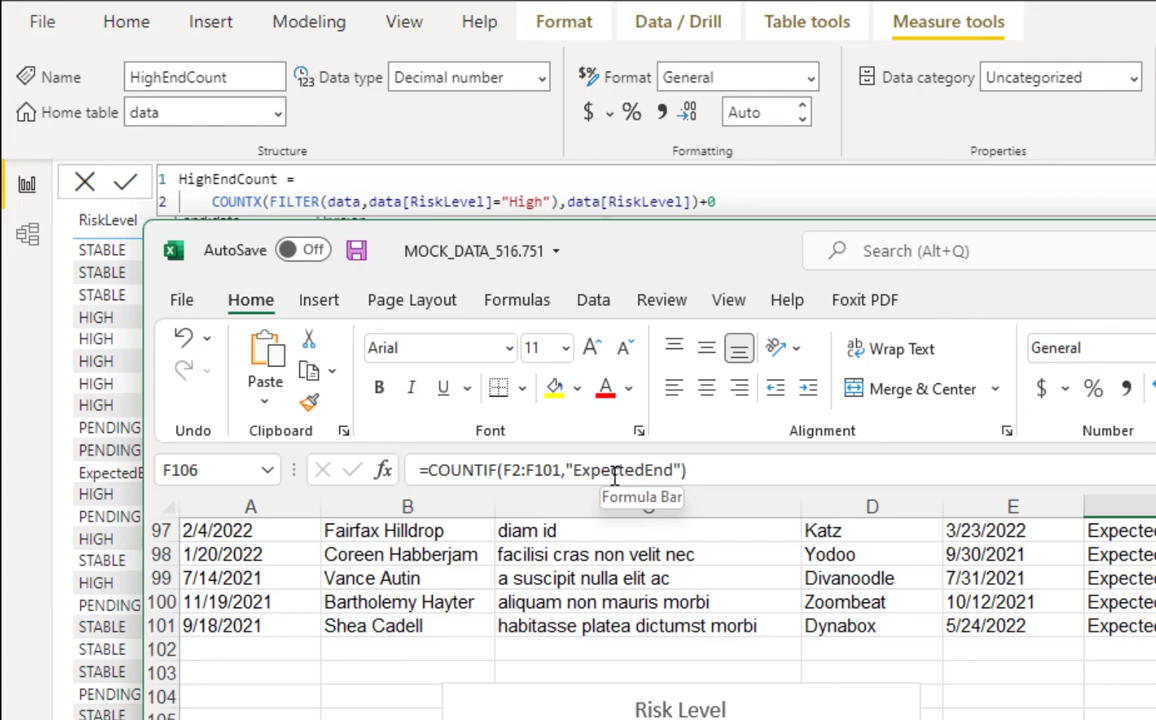 File Home Insert Modeling View Help Format Data / Drill Table tools Measure tools
Name HighEndCount Data type Decimal number Format General Data category Uncategorized
Home table data $ % Auto
Structure Formatting Properties
1 HighEndCount =
2 COUNTX(FILTER(data,data[RiskLevel]="High"),data[RiskLevel])+0
RiskLevel
STABLE
STABLE
STABLE
HIGH
HIGH
HIGH
HIGH
HIGH
PENDING
PENDING
ExpectedE
HIGH
PENDING
HIGH
STABLE
HIGH
PENDING
STABLE
STABLE
STABLE
PENDING
STABLE
AutoSave Off MOCK_DATA_516.751 Search (Alt+Q)
File Home Insert Page Layout Formulas Data Review View Help Foxit PDF
Arial 11 A A Wrap Text General
Paste B I U A Merge & Center $ %
Undo Clipboard Font Alignment Number
F106 fx =COUNTIF(F2:F101,"ExpectedEnd")
Formula Bar
A B D E
97 2/4/2022 Fairfax Hilldrop diam id Katz 3/23/2022 Expected
98 1/20/2022 Coreen Habberjam facilisi cras non velit nec Yodoo 9/30/2021 Expected
99 7/14/2021 Vance Autin a suscipit nulla elit ac Divanoodle 7/31/2021 Expected
100 11/19/2021 Bartholemy Hayter aliquam non mauris morbi Zoombeat 10/12/2021 Expected
101 9/18/2021 Shea Cadell habitasse platea dictumst morbi Dynabox 5/24/2022 Expected
102
103
104
Risk Level